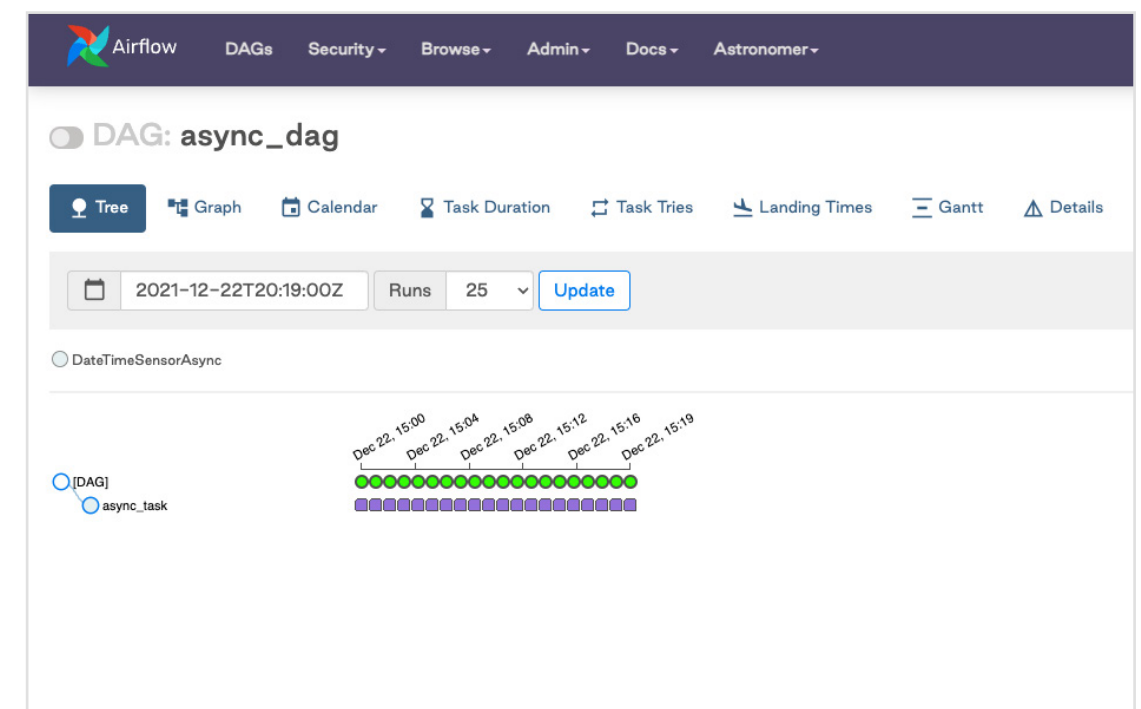 Airflow DAGs Security Browse Admin Docs Astronomer
DAG: async_dag
Tree Graph Calendar Task Duration Task Tries Landing Times Gantt Details
2021-12-22T20:19:00Z Runs 25 Update
DateTimeSensorAsync
Dec 22, 15:00 Dec 22, 15:04 Dec 22, 15:08 Dec 22, 15:12 Dec 22, 15:16 Dec 22, 15:19
[DAG]
async_task